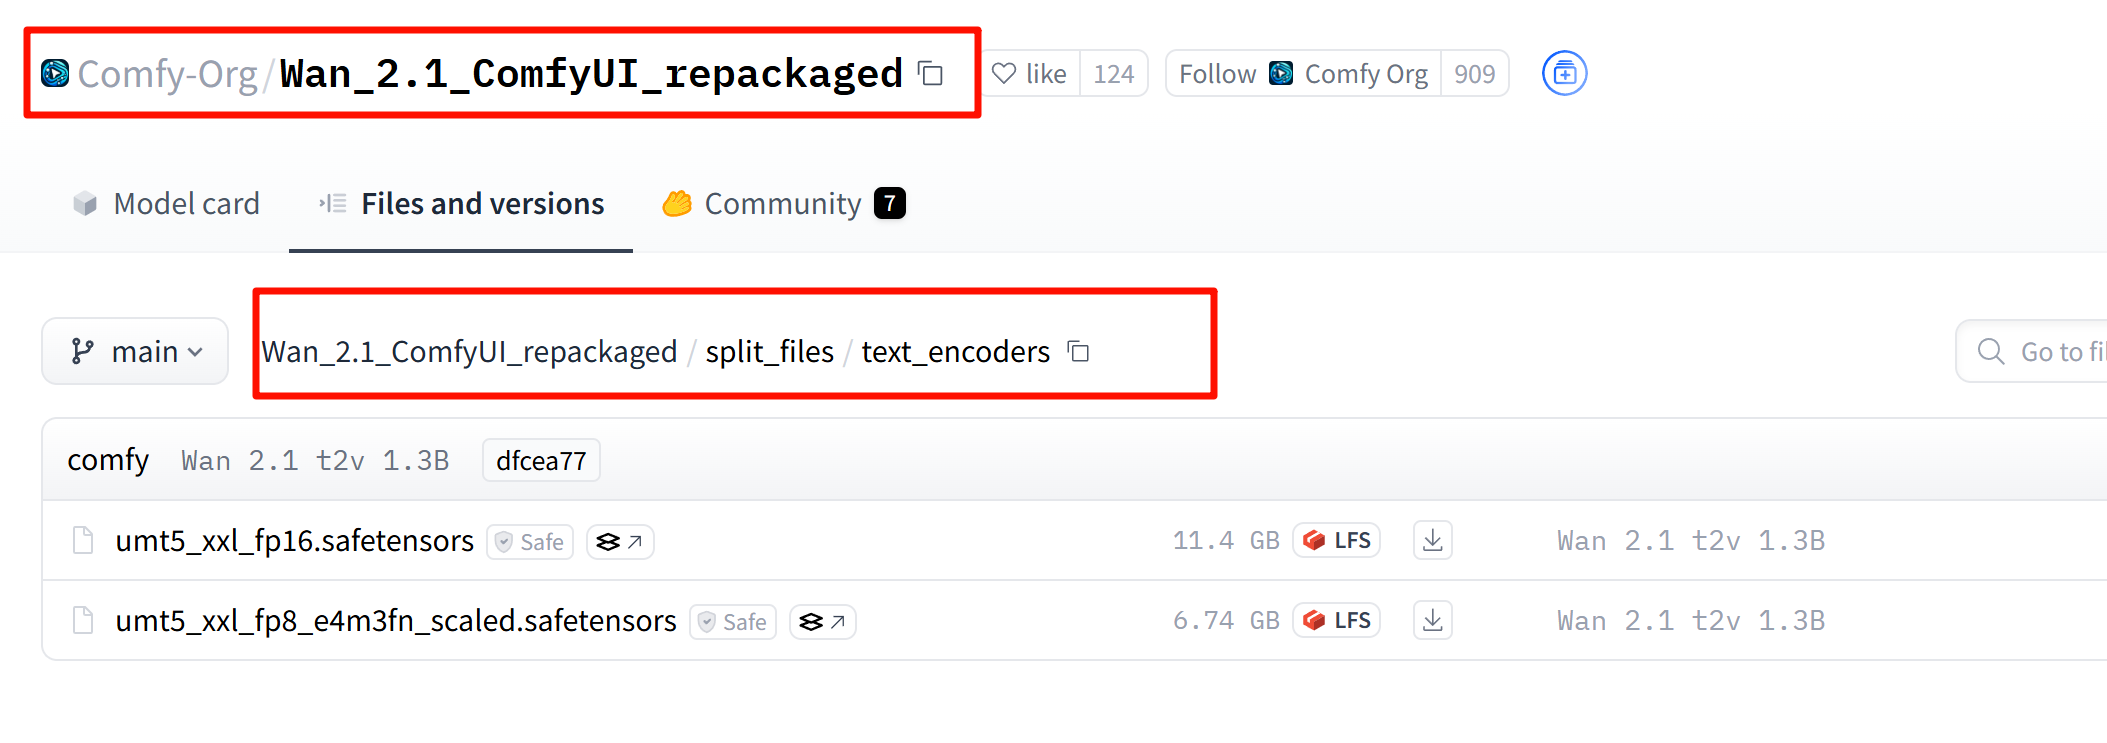 Comfy-Org/Wan_2.1_ComfyUI_repackaged like 124 Follow Comfy Org 909
Model card Files and versions Community 7
main Wan_2.1_ComfyUI_repackaged / split_files / text_encoders Go to fil
comfy Wan 2.1 t2v 1.3B dfcea77
umt5_xxl_fp16.safetensors Safe 11.4 GB LFS Wan 2.1 t2v 1.3B
umt5_xxl_fp8_e4m3fn_scaled.safetensors Safe 6.74 GB LFS Wan 2.1 t2v 1.3B